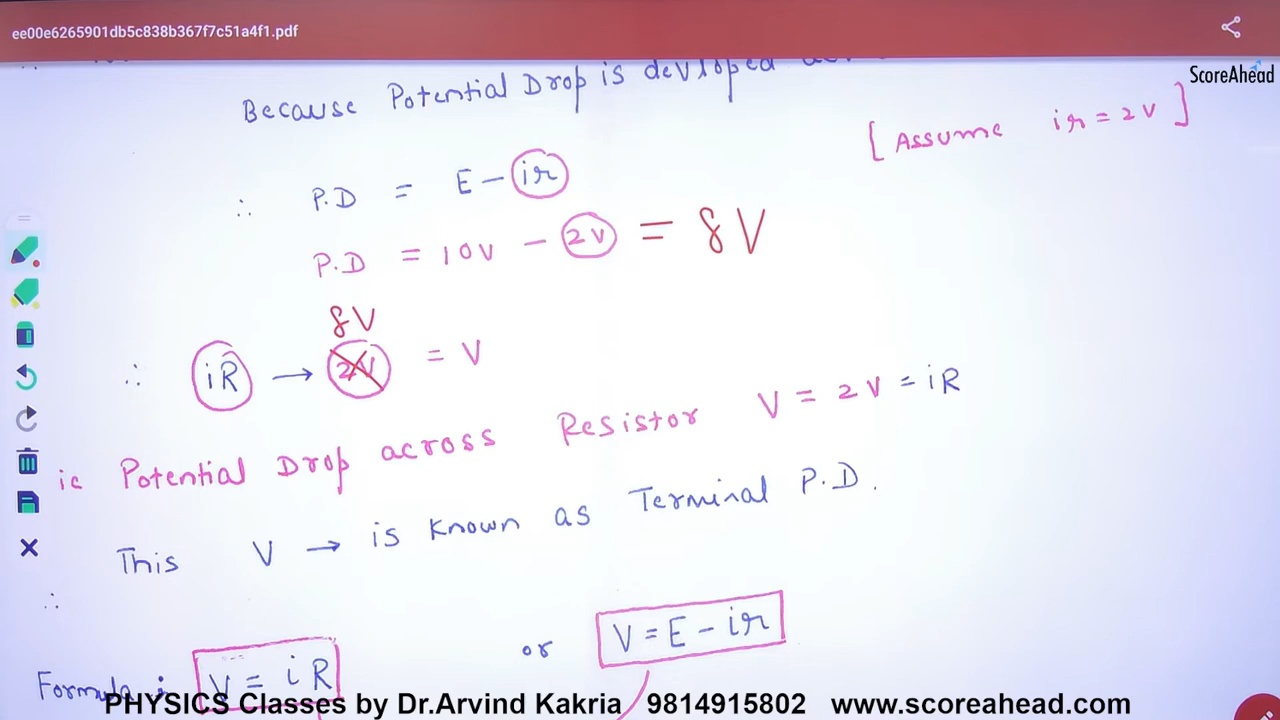 ee00e6265901db5c838b367f7c51a4f1.pdf
ScoreAhead
Because Potential Drop is devloped
[Assume ir = 2V]
∴ P.D = E - ir
P.D = 10V - 2V = 8V
8V
∴ iR → 2V = V
ie Potential Drop across Resistor V = 2V = iR
This V → is known as Terminal P.D.
∴
Formula is V = iR or V = E - ir
PHYSICS Classes by Dr.Arvind Kakria 9814915802 www.scoreahead.com